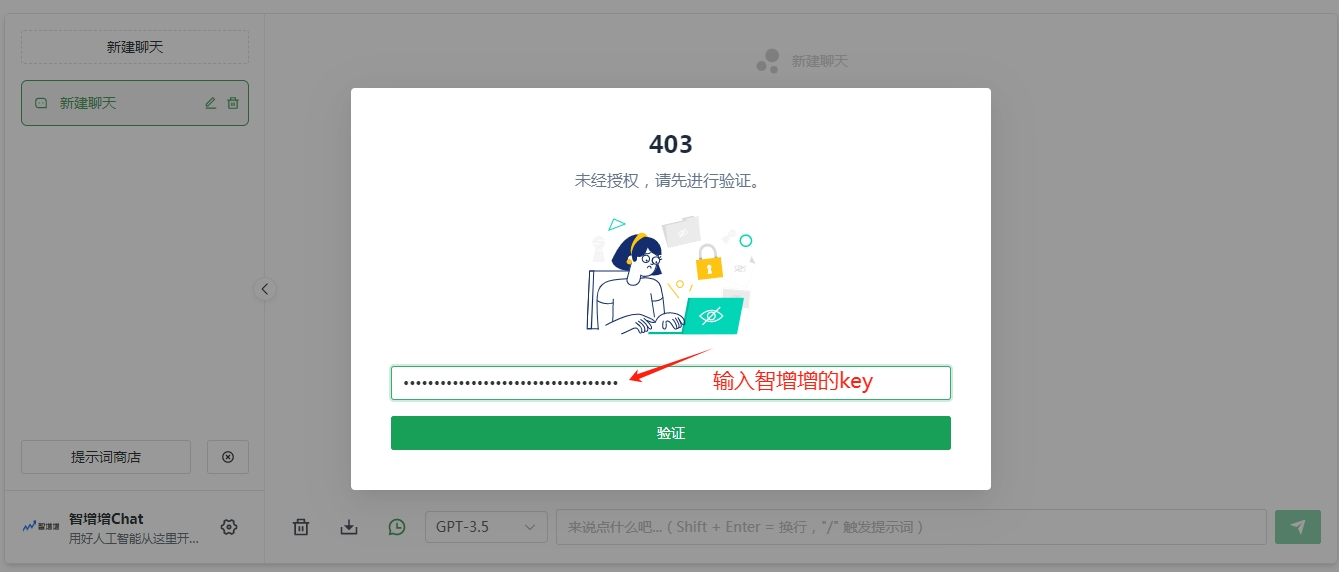 新建聊天
新建聊天
新建聊天
403
未经授权，请先进行验证。
输入智增增的key
验证
提示词商店
智增增
智增增Chat
用好人工智能从这里开...
GPT-3.5
来说点什么吧...（Shift + Enter = 换行，"/" 触发提示词）